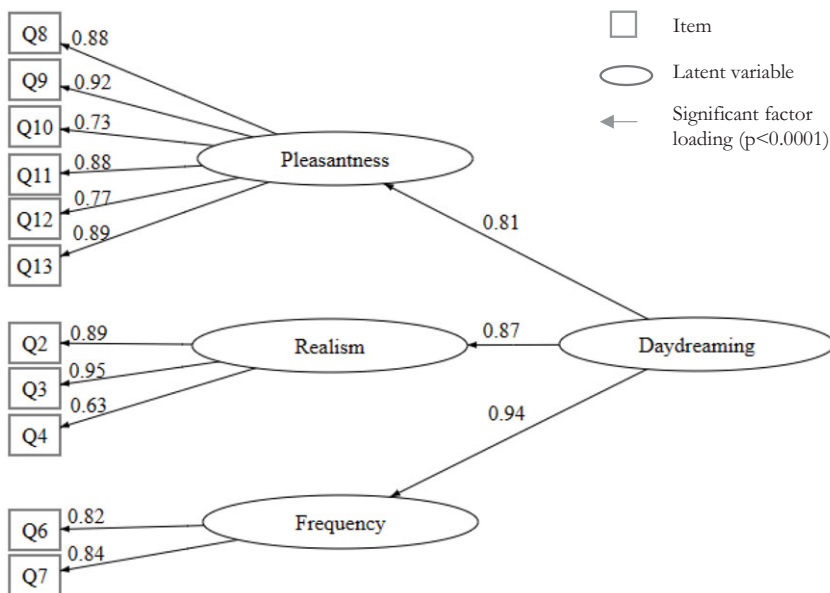 Q8
0.88
Q9
0.92
Q10
0.73
Q11
0.88
Q12
0.77
Q13
0.89
Pleasantness
0.81
Q2
0.89
Q3
0.95
Q4
0.63
Realism
0.87
Daydreaming
0.94
Q6
0.82
Q7
0.84
Frequency
Item
Latent variable
Significant factor
loading (p<0.0001)